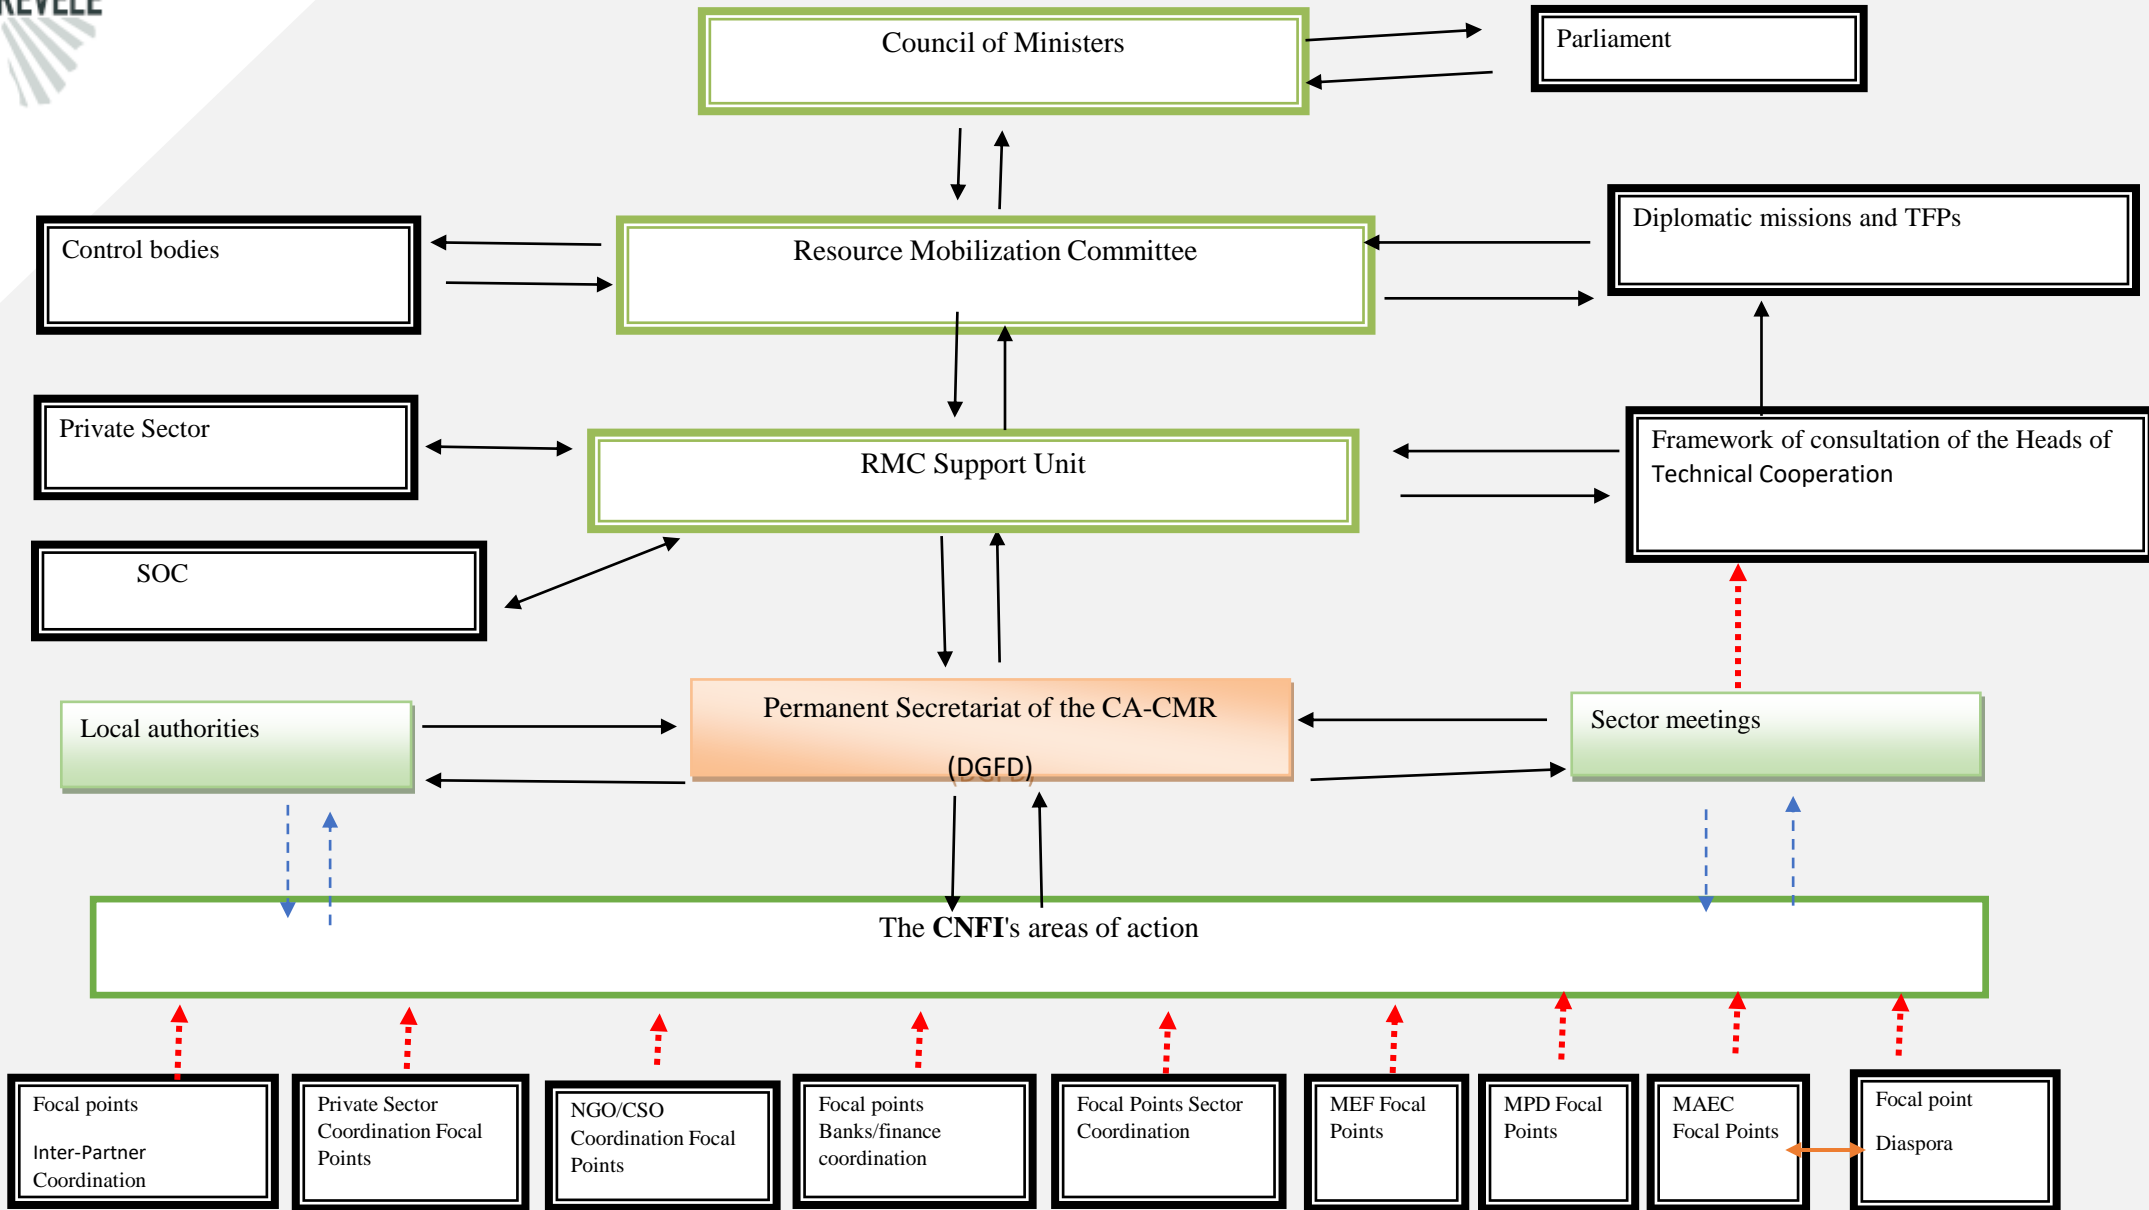 REVELE
Council of Ministers
Parliament
Diplomatic missions and TFPs
Control bodies
Resource Mobilization Committee
Private Sector
RMC Support Unit
Framework of consultation of the Heads of
Technical Cooperation
SOC
Local authorities
Permanent Secretariat of the CA-CMR
(DGFD)
Sector meetings
The CNFI's areas of action
Focal points
Inter-Partner
Coordination
Private Sector
Coordination Focal
Points
NGO/CSO
Coordination Focal
Points
Focal points
Banks/finance
coordination
Focal Points Sector
Coordination
MEF Focal
Points
MPD Focal
Points
MAEC
Focal Points
Focal point
Diaspora